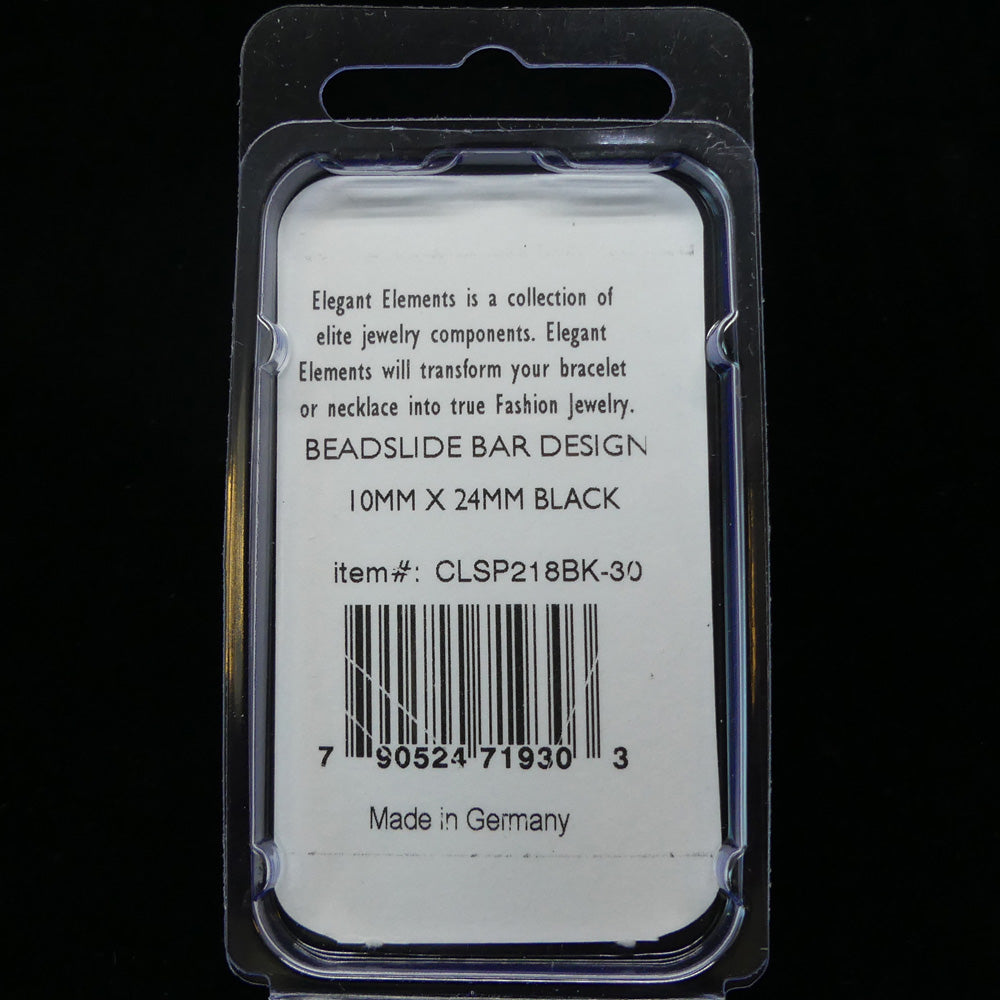 Elegant Elements is a collection of
elite jewelry components. Elegant
Elements will transform your bracelet
or necklace into true Fashion Jewelry.
BEADSLIDE BAR DESIGN
10MM X 24MM BLACK
item#: CLSP218BK-30
7 90524 71930 3
Made in Germany